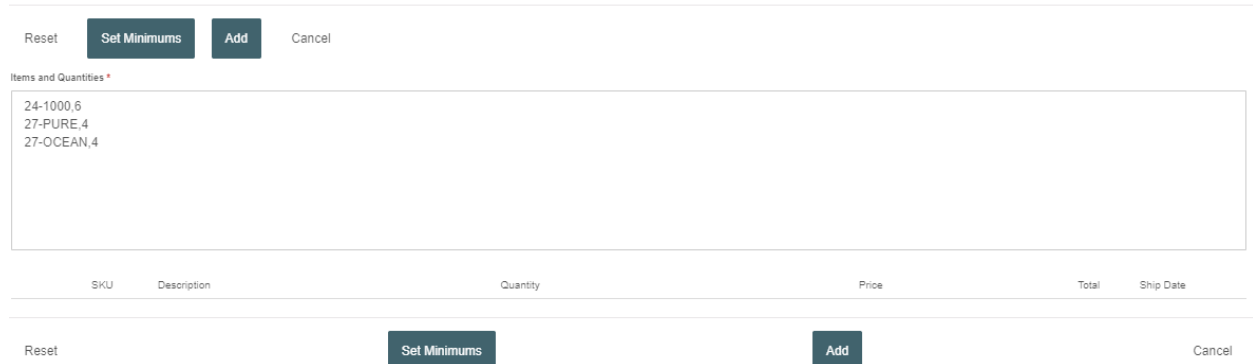 Reset Set Minimums Add Cancel
Items and Quantities *
24-1000,6
27-PURE,4
27-OCEAN,4
SKU Description Quantity Price Total Ship Date
Reset Set Minimums Add Cancel